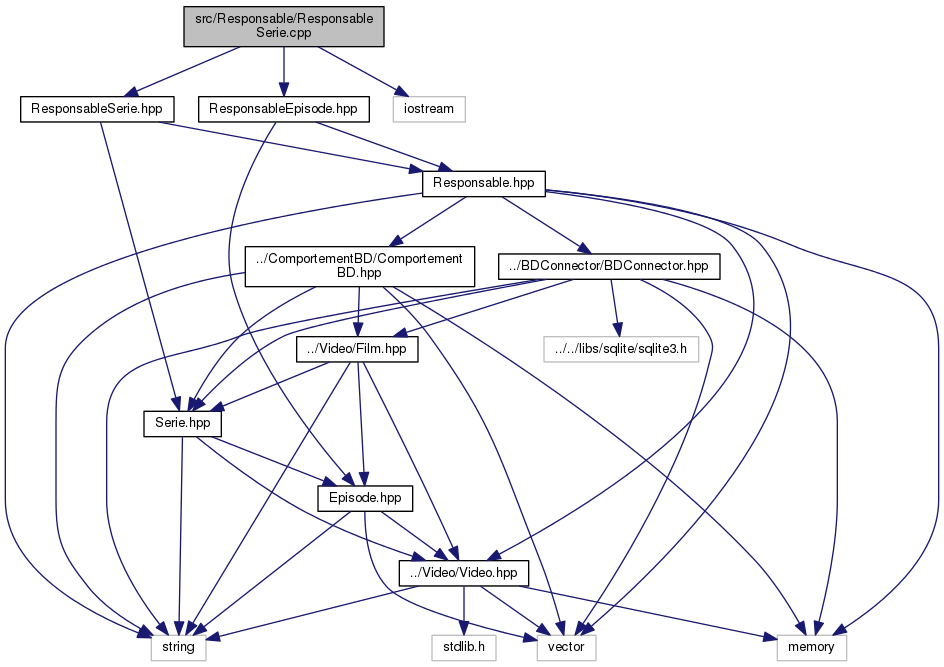 src/Responsable/Responsable
Serie.cpp
ResponsableSerie.hpp
ResponsableEpisode.hpp
iostream
Responsable.hpp
../ComportementBD/Comportement
BD.hpp
../BDConnector/BDConnector.hpp
../Video/Film.hpp
../../libs/sqlite/sqlite3.h
Serie.hpp
Episode.hpp
../Video/Video.hpp
string
stdlib.h
vector
memory